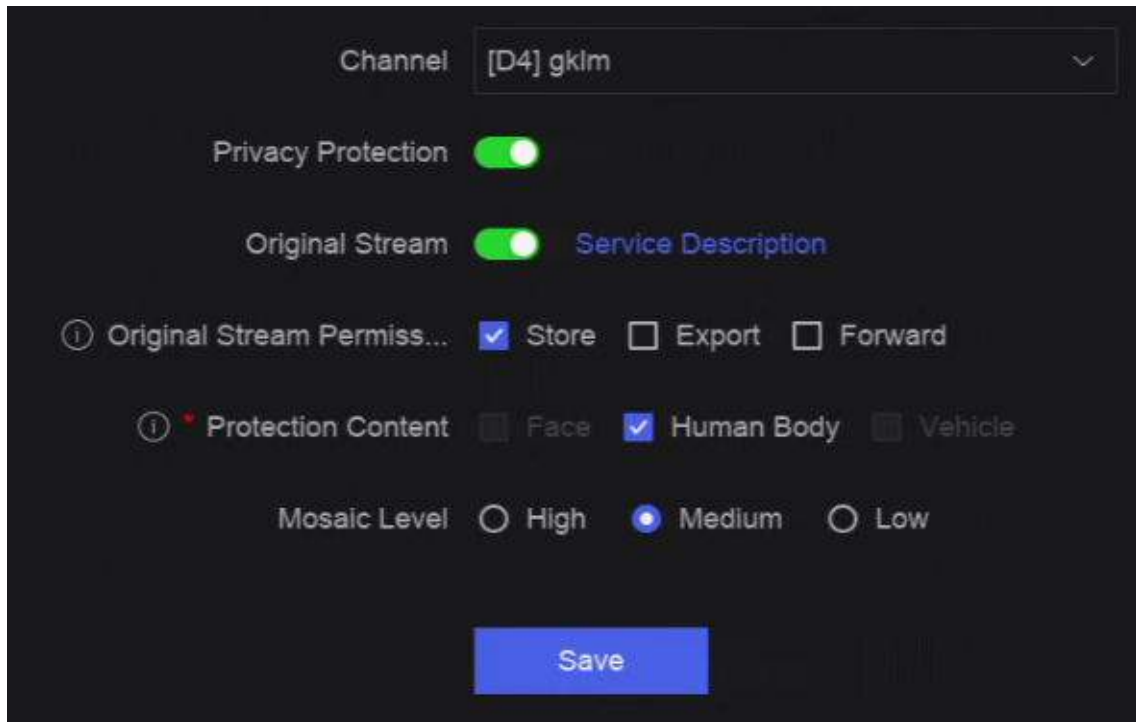 Channel [D4] gklm
Privacy Protection
Original Stream Service Description
Original Stream Permiss... Store Export Forward
* Protection Content Face Human Body Vehicle
Mosaic Level High Medium Low
Save